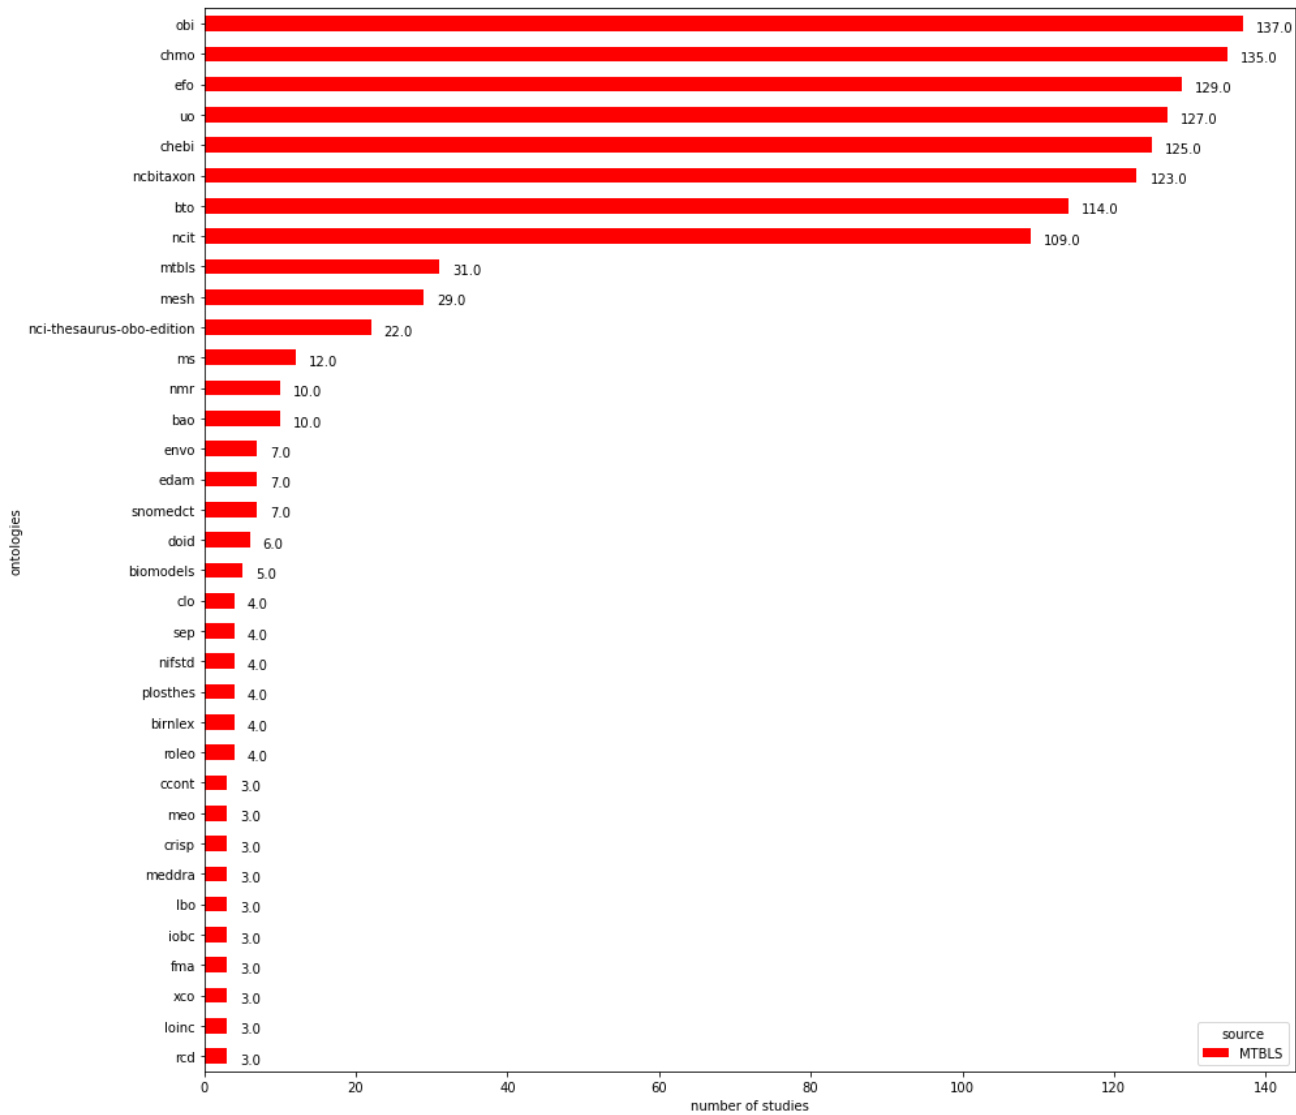 obi 137.0
chmo 135.0
efo 129.0
uo 127.0
chebi 125.0
ncbitaxon 123.0
bto 114.0
ncit 109.0
mtbls 31.0
mesh 29.0
nci-thesaurus-obo-edition 22.0
ms 12.0
nmr 10.0
bao 10.0
envo 7.0
edam 7.0
snomedct 7.0
doid 6.0
ontologies
biomodels 5.0
clo 4.0
sep 4.0
nifstd 4.0
plosthes 4.0
birnlex 4.0
roleo 4.0
ccont 3.0
meo 3.0
crisp 3.0
meddra 3.0
lbo 3.0
iobc 3.0
fma 3.0
xco 3.0
loinc 3.0
rcd 3.0
source
MTBLS
0 20 40 60 80 100 120 140
number of studies